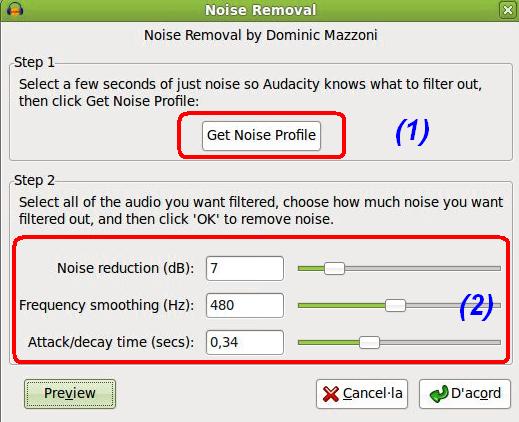 Noise Removal
Noise Removal by Dominic Mazzoni
Step 1
Select a few seconds of just noise so Audacity knows what to filter out,
then click Get Noise Profile:
Get Noise Profile
(1)
Step 2
Select all of the audio you want filtered, choose how much noise you want
filtered out, and then click 'OK' to remove noise.
Noise reduction (dB): 7
Frequency smoothing (Hz): 480
(2)
Attack/decay time (secs): 0,34
Preview Cancel·la D'acord